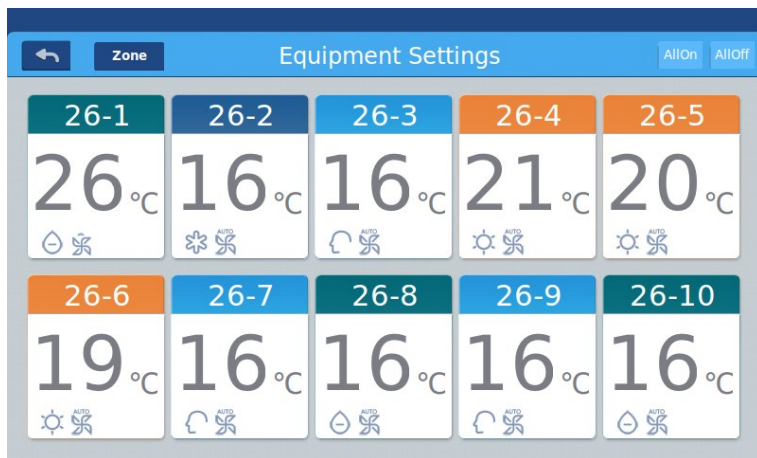 Zone Equipment Settings AllOn AllOff
26-1 26-2 26-3 26-4 26-5
26 °C 16 °C 16 °C 21 °C 20 °C
AUTO AUTO AUTO AUTO
26-6 26-7 26-8 26-9 26-10
19 °C 16 °C 16 °C 16 °C 16 °C
AUTO AUTO AUTO AUTO AUTO